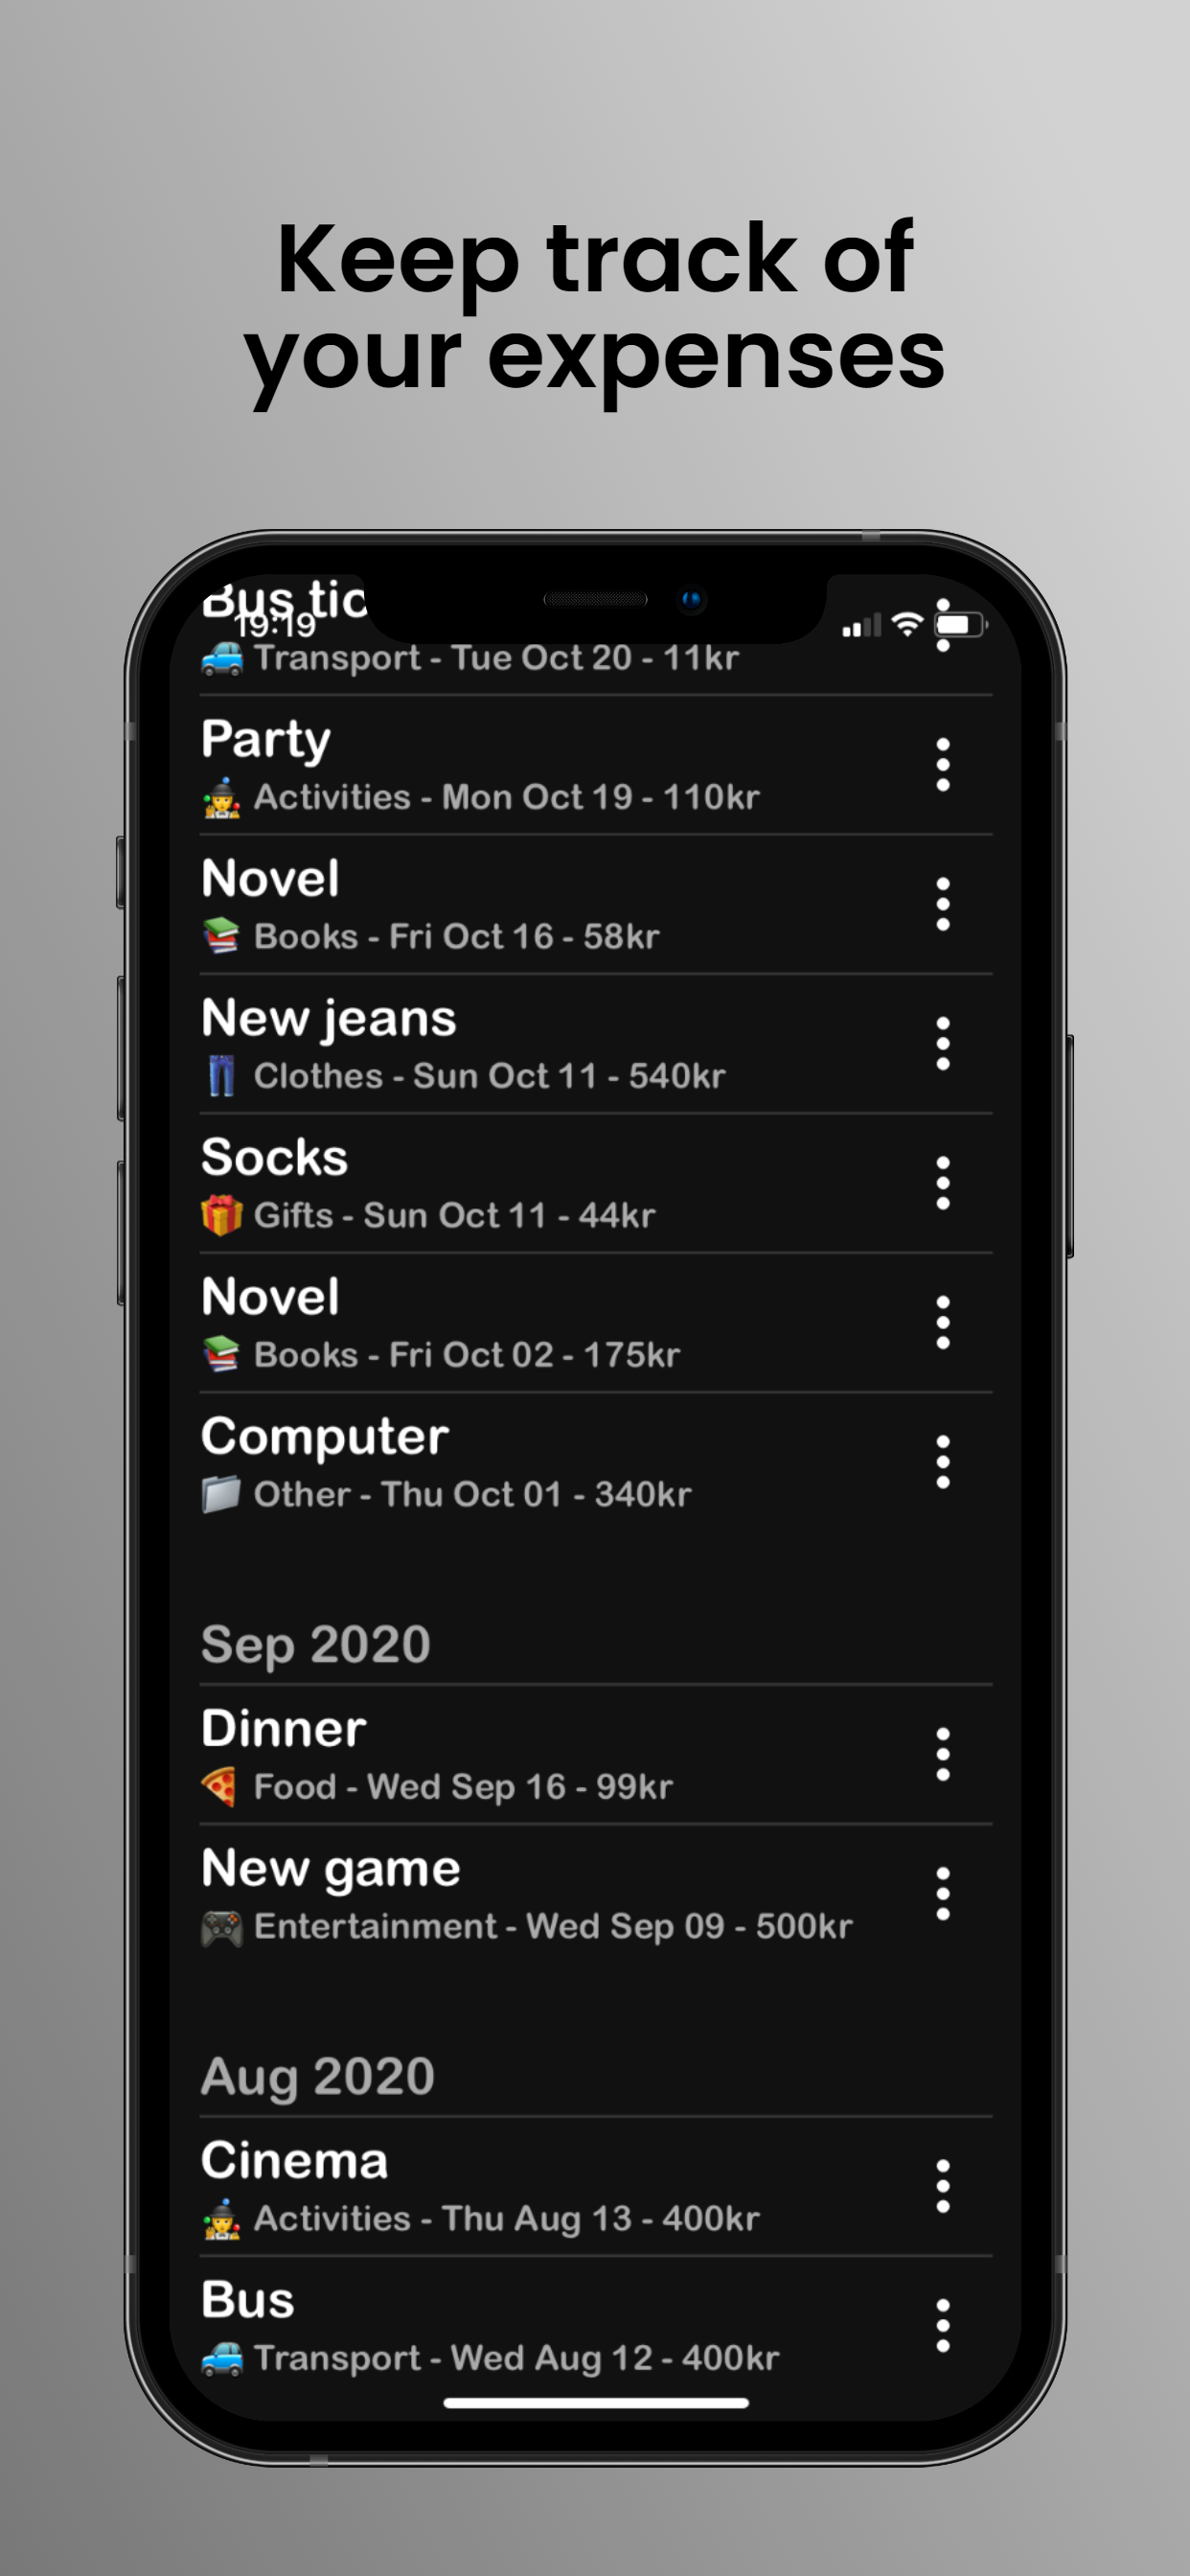 Keep track of
your expenses
Bus tic
19:19
Transport - Tue Oct 20 - 11kr
Party
Activities - Mon Oct 19 - 110kr
Novel
Books - Fri Oct 16 - 58kr
New jeans
Clothes - Sun Oct 11 - 540kr
Socks
Gifts - Sun Oct 11 - 44kr
Novel
Books - Fri Oct 02 - 175kr
Computer
Other - Thu Oct 01 - 340kr
Sep 2020
Dinner
Food - Wed Sep 16 - 99kr
New game
Entertainment - Wed Sep 09 - 500kr
Aug 2020
Cinema
Activities - Thu Aug 13 - 400kr
Bus
Transport - Wed Aug 12 - 400kr